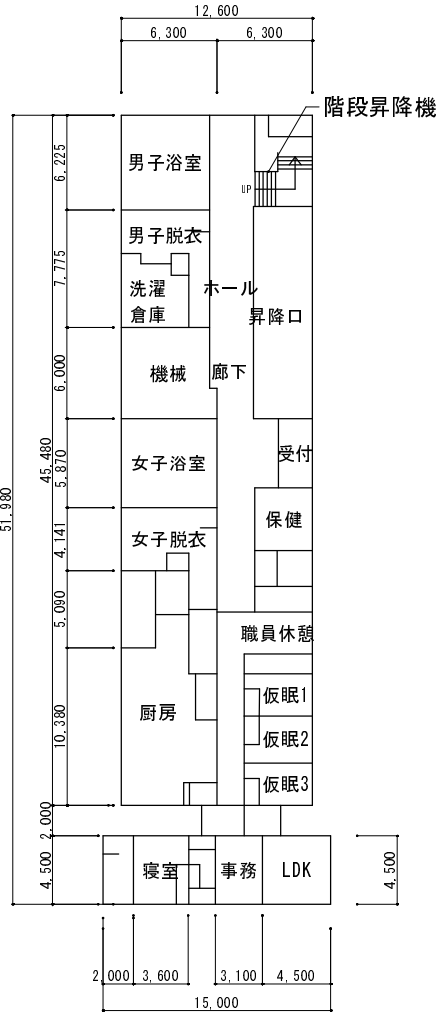 12,600
6,300
6,300
階段昇降機
男子浴室
UP
男子脱衣
洗濯
倉庫
ホール
昇降口
機械
廊下
受付
女子浴室
保健
女子脱衣
職員休憩
仮眠1
厨房
仮眠2
仮眠3
寝室
事務
LDK
6,225
7,775
6,000
5,870
4,141
5,090
10,380
2,000
4,500
45,480
51,980
4,500
2,000
3,600
3,100
4,500
15,000